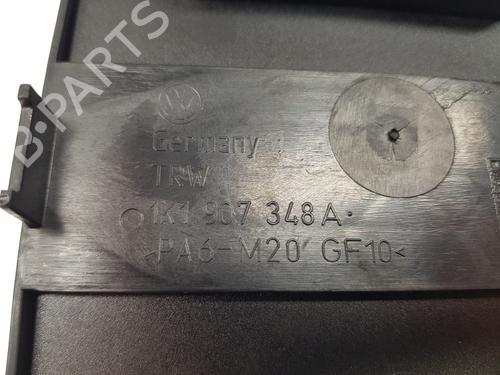 B-PARTS
Germany
TRW
1K1 907 348 A.
>PA6-M20' GF10<